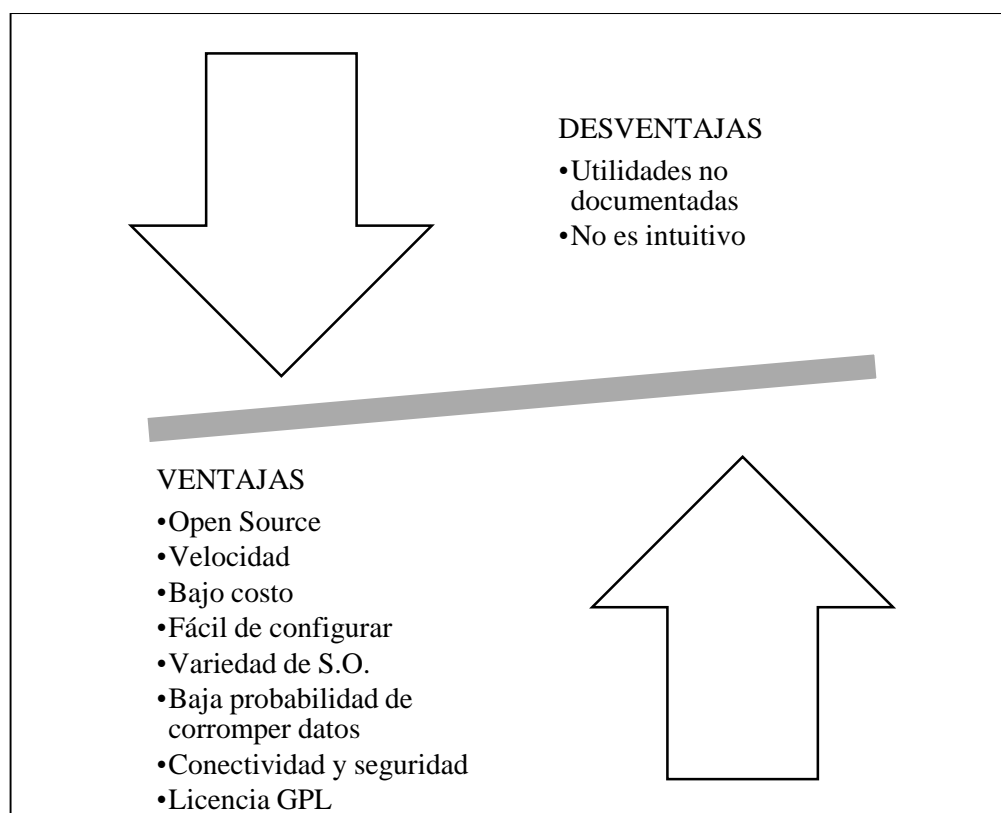 DESVENTAJAS
•Utilidades no
documentadas
•No es intuitivo
VENTAJAS
•Open Source
•Velocidad
•Bajo costo
•Fácil de configurar
•Variedad de S.O.
•Baja probabilidad de
corromper datos
•Conectividad y seguridad
•Licencia GPL